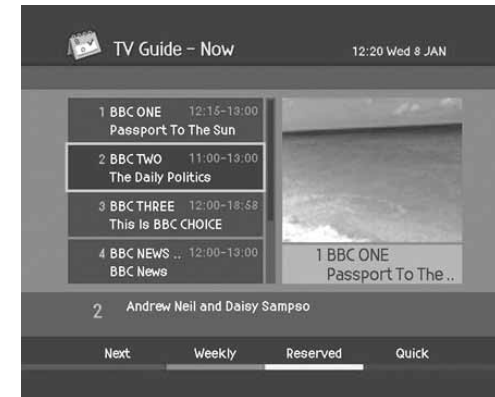 TV Guide - Now
12:20 Wed 8 JAN
1 BBC ONE 12:15-13:00
Passport To The Sun
2 BBC TWO 11:00-13:00
The Daily Politics
3 BBC THREE 12:00-18:58
This Is BBC CHOICE
4 BBC NEWS .. 12:00-13:00
BBC News
1 BBC ONE
Passport To The ..
2 Andrew Neil and Daisy Sampso
Next Weekly Reserved Quick